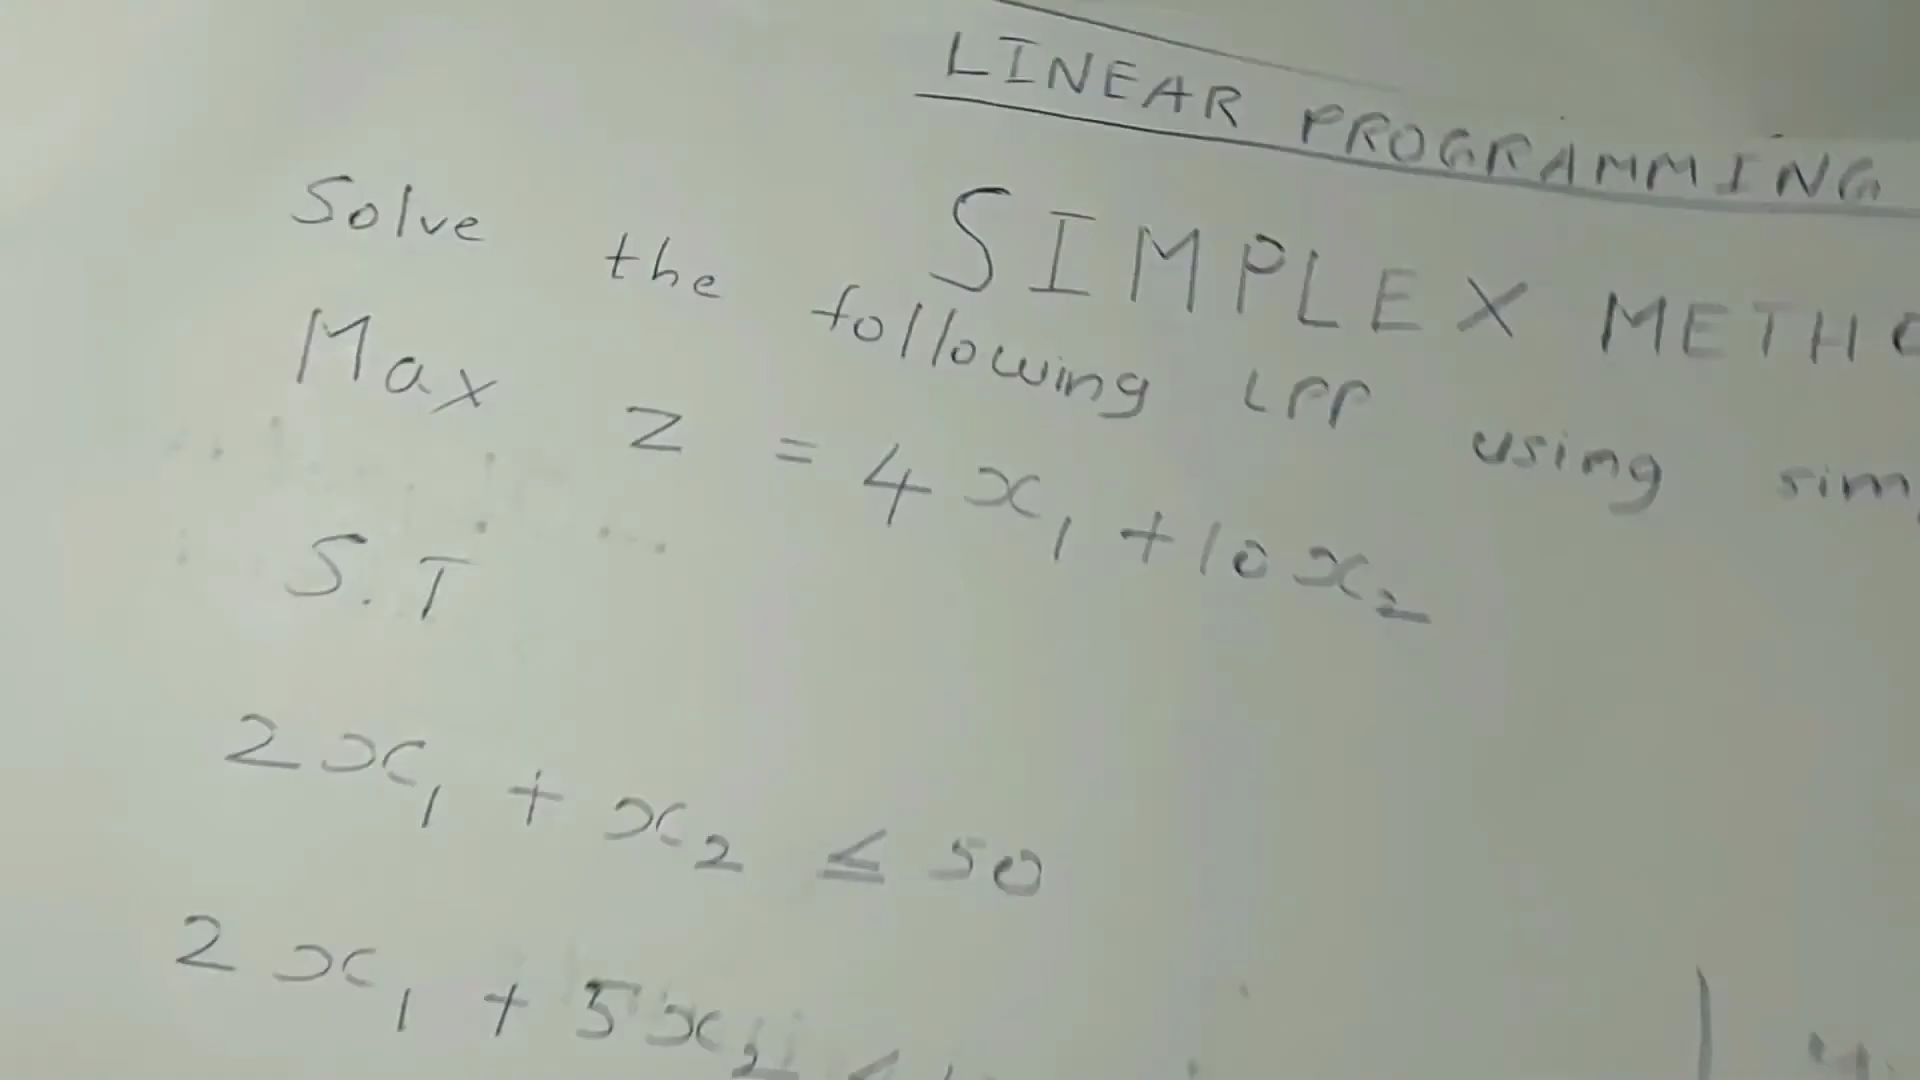 LINEAR PROGRAMMING
SIMPLEX METHO
Solve the following LPP using sim
Max Z = 4x₁ + 10x₂
S.T
2x₁ + x₂ ≤ 50
2x₁ + 5x₂ ≤